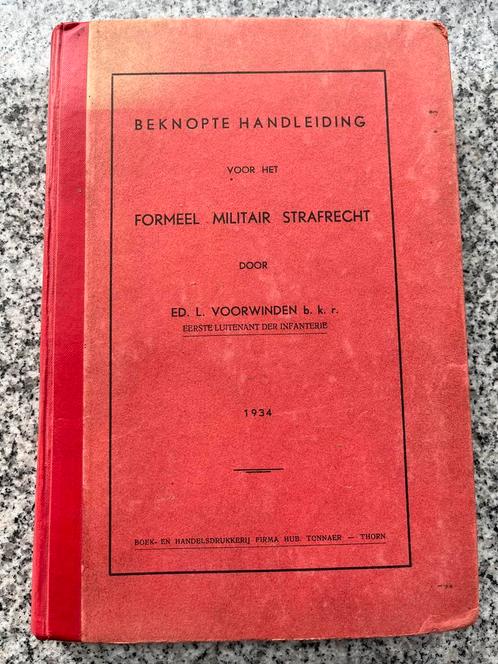 BEKNOPTE HANDLEIDING
VOOR HET
FORMEEL MILITAIR STRAFRECHT
DOOR
ED. L. VOORWINDEN b. k. r.
EERSTE LUITENANT DER INFANTERIE
1934
BOEK- EN HANDELSDRUKKERIJ FIRMA HUB. TONNAER — THORN